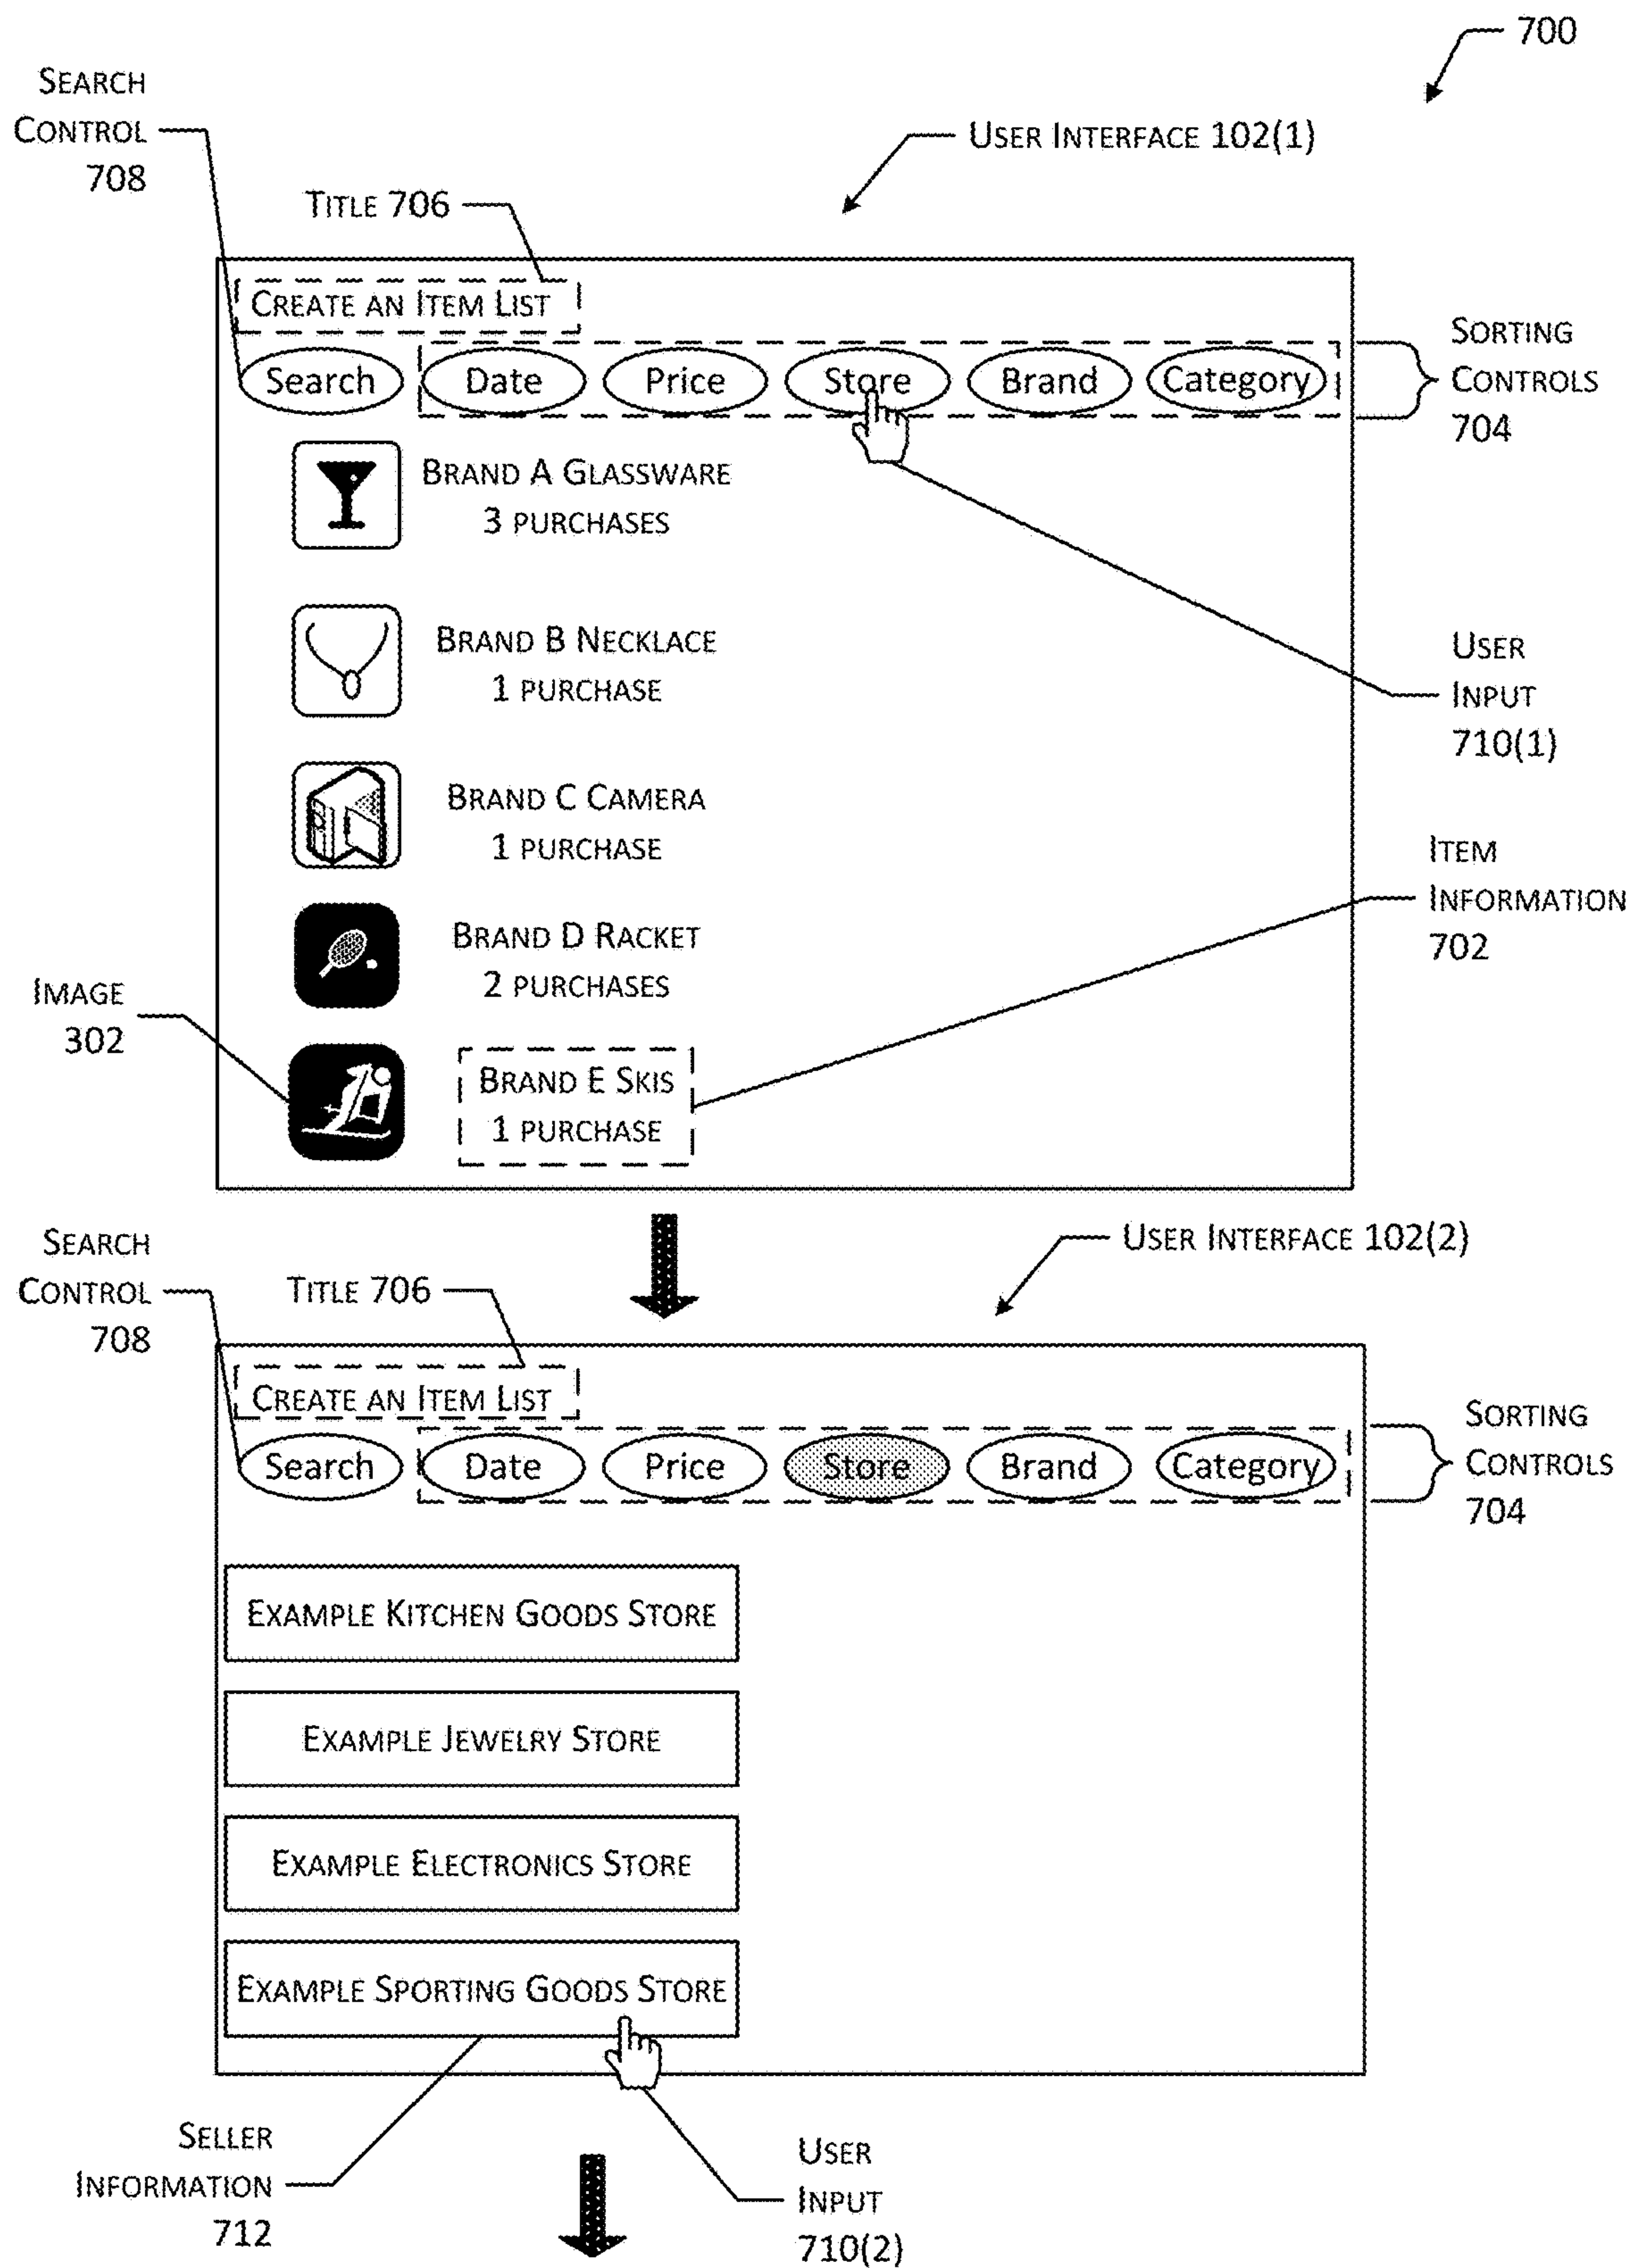 700
SEARCH
CONTROL
708
USER INTERFACE 102(1)
TITLE 706
CREATE AN ITEM LIST
Search Date Price Store Brand Category
SORTING
CONTROLS
704
BRAND A GLASSWARE
3 PURCHASES
BRAND B NECKLACE
1 PURCHASE
USER
INPUT
710(1)
BRAND C CAMERA
1 PURCHASE
ITEM
INFORMATION
702
BRAND D RACKET
2 PURCHASES
IMAGE
302
BRAND E SKIS
1 PURCHASE
SEARCH
CONTROL
708
USER INTERFACE 102(2)
TITLE 706
CREATE AN ITEM LIST
Search Date Price Store Brand Category
SORTING
CONTROLS
704
EXAMPLE KITCHEN GOODS STORE
EXAMPLE JEWELRY STORE
EXAMPLE ELECTRONICS STORE
EXAMPLE SPORTING GOODS STORE
SELLER
INFORMATION
712
USER
INPUT
710(2)